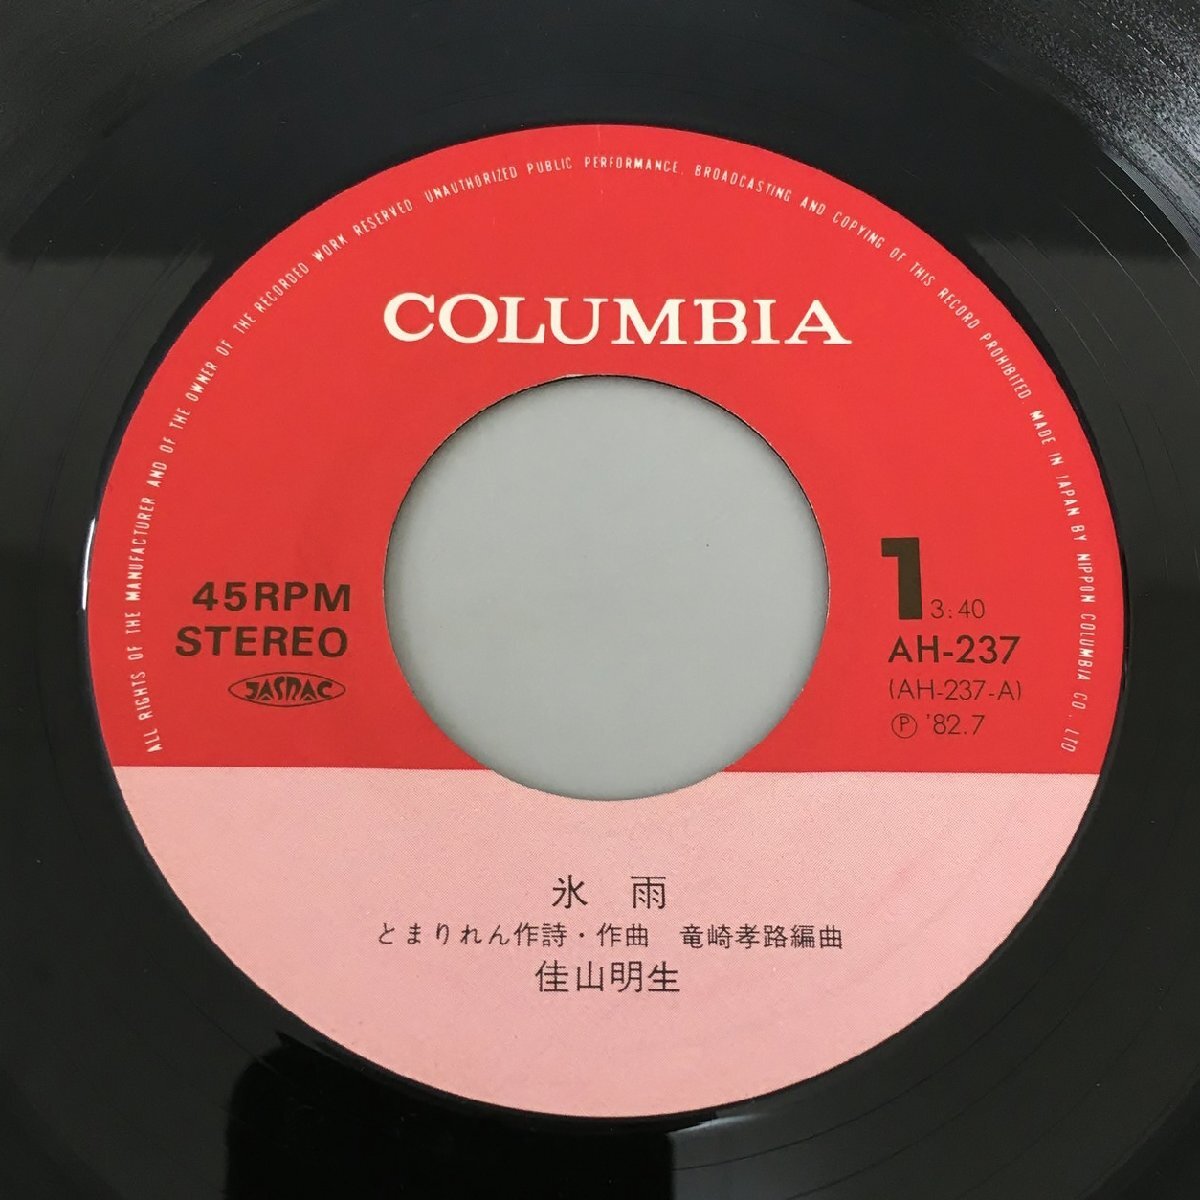 ALL RIGHTS OF THE MANUFACTURER AND OF THE OWNER OF THE RECORDED WORK RESERVED UNAUTHORIZED PUBLIC PERFORMANCE. BROADCASTING AND COPYING OF THIS RECORD PROHIBITED MADE IN JAPAN BY NIPPON COLUMBIA CO., LTD
COLUMBIA
45RPM
STEREO
JASRAC
1 3:40
AH-237
(AH-237-A)
Ⓟ '82.7
氷雨
とまりれん作詩・作曲 竜崎孝路編曲
佳山明生